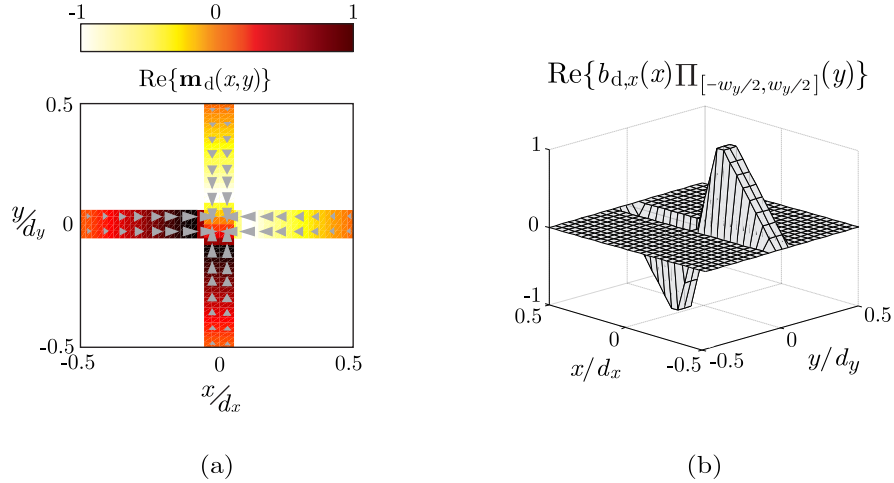 -1 0 1
Re{m_d(x,y)}
0.5
y/d_y
0
-0.5
-0.5 0 0.5
x/d_x
(a)
Re{b_{d,x}(x)Π_{[-w_y/2,w_y/2]}(y)}
1
0
-1
0.5 0 -0.5
x/d_x
-0.5 0 0.5
y/d_y
(b)